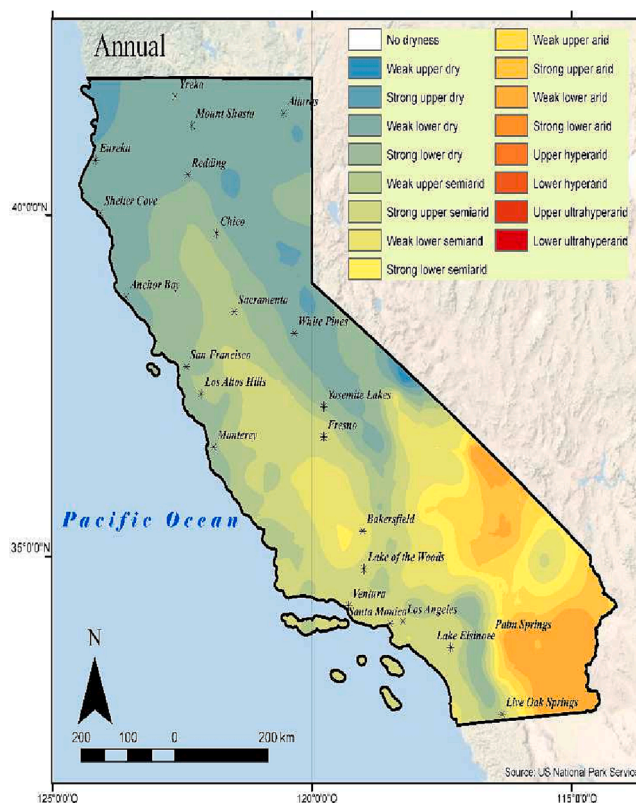 Annual
No dryness
Weak upper dry
Strong upper dry
Weak lower dry
Strong lower dry
Weak upper semiarid
Strong upper semiarid
Weak lower semiarid
Strong lower semiarid
Weak upper arid
Strong upper arid
Weak lower arid
Strong lower arid
Upper hyperarid
Lower hyperarid
Upper ultrahyperarid
Lower ultrahyperarid
Yreka
Alturas
Mount Shasta
Eureka
Redding
Shelter Cove
Chico
Anchor Bay
Sacramento
White Pines
San Francisco
Los Altos Hills
Yosemite Lakes
Fresno
Monterey
Pacific Ocean
Bakersfield
Lake of the Woods
Ventura
Santa Monica
Los Angeles
Palm Springs
Lake Elsinore
Live Oak Springs
40°0'0"N
35°0'0"N
N
200 100 0 200 km
Source: US National Park Service
125°0'0"W
120°0'0"W
115°0'0"W